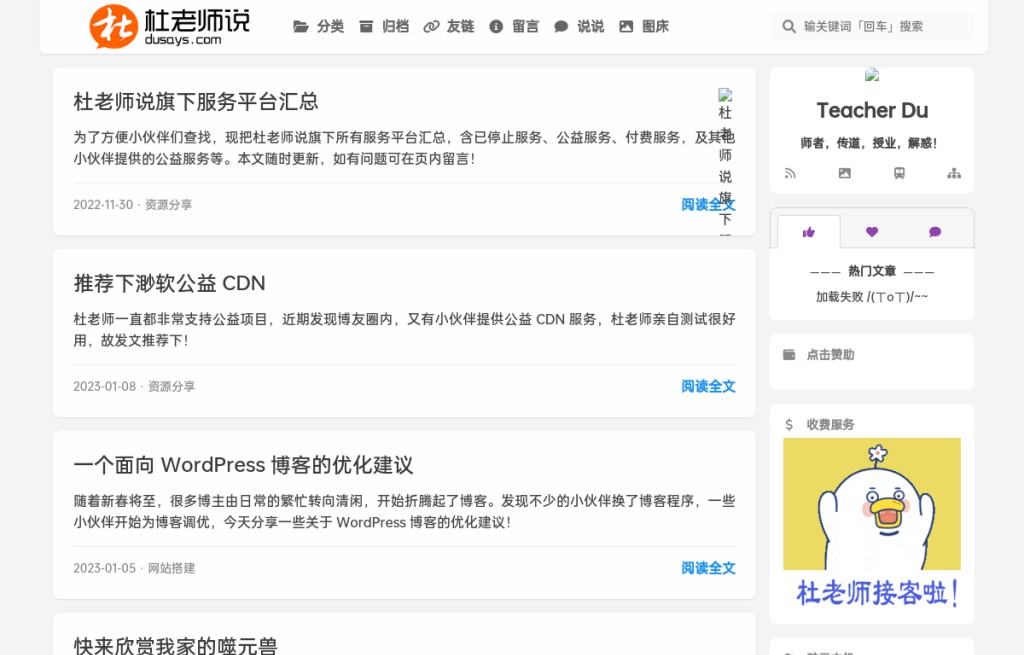 杜老师说
dusays.com
分类
归档
友链
留言
说说
图床
输关键词「回车」搜索
杜老师说旗下服务平台汇总
为了方便小伙伴们查找，现把杜老师说旗下所有服务平台汇总，含已停止服务、公益服务、付费服务，及其他
小伙伴提供的公益服务等。本文随时更新，如有问题可在页内留言！
杜老师说旗下
2022-11-30 · 资源分享
阅读全文
推荐下渺软公益 CDN
杜老师一直都非常支持公益项目，近期发现博友圈内，又有小伙伴提供公益 CDN 服务，杜老师亲自测试很好
用，故发文推荐下！
2023-01-08 · 资源分享
阅读全文
一个面向 WordPress 博客的优化建议
随着新春将至，很多博主由日常的繁忙转向清闲，开始折腾起了博客。发现不少的小伙伴换了博客程序，一些
小伙伴开始为博客调优，今天分享一些关于 WordPress 博客的优化建议！
2023-01-05 · 网站搭建
阅读全文
快来欣赏我家的噬元兽
Teacher Du
师者，传道，授业，解惑！
——— 热门文章 ———
加载失败 /(ㄒoㄒ)/~~
点击赞助
收费服务
杜老师接客啦！